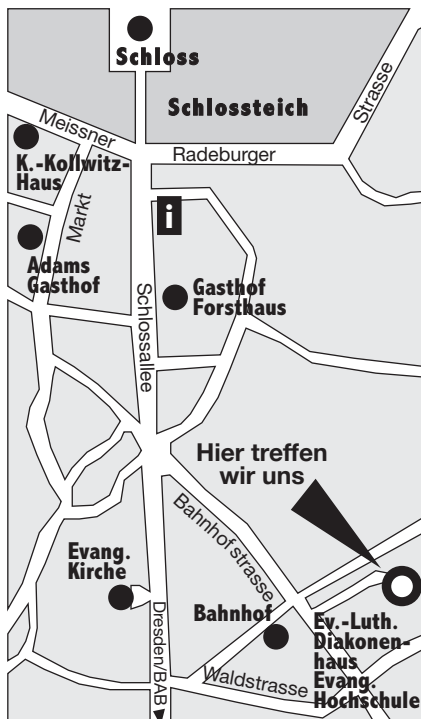 Schloss
Schlossteich
Strasse
Meissner
Radeburger
K.-Kollwitz-
Haus
Markt
i
Adams
Gasthof
Gasthof
Forsthaus
Schlossallee
Hier treffen
wir uns
Bahnhofstrasse
Evang.
Kirche
Dresden/BAB
Bahnhof
Waldstrasse
Ev.-Luth.
Diakonen-
haus
Evang.
Hochschule